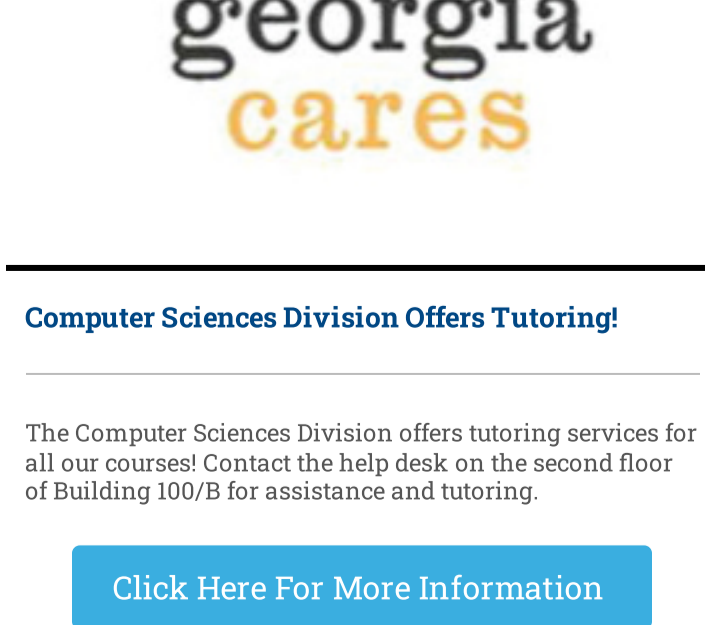 georgia
cares
Computer Sciences Division Offers Tutoring!
The Computer Sciences Division offers tutoring services for
all our courses! Contact the help desk on the second floor
of Building 100/B for assistance and tutoring.
Click Here For More Information